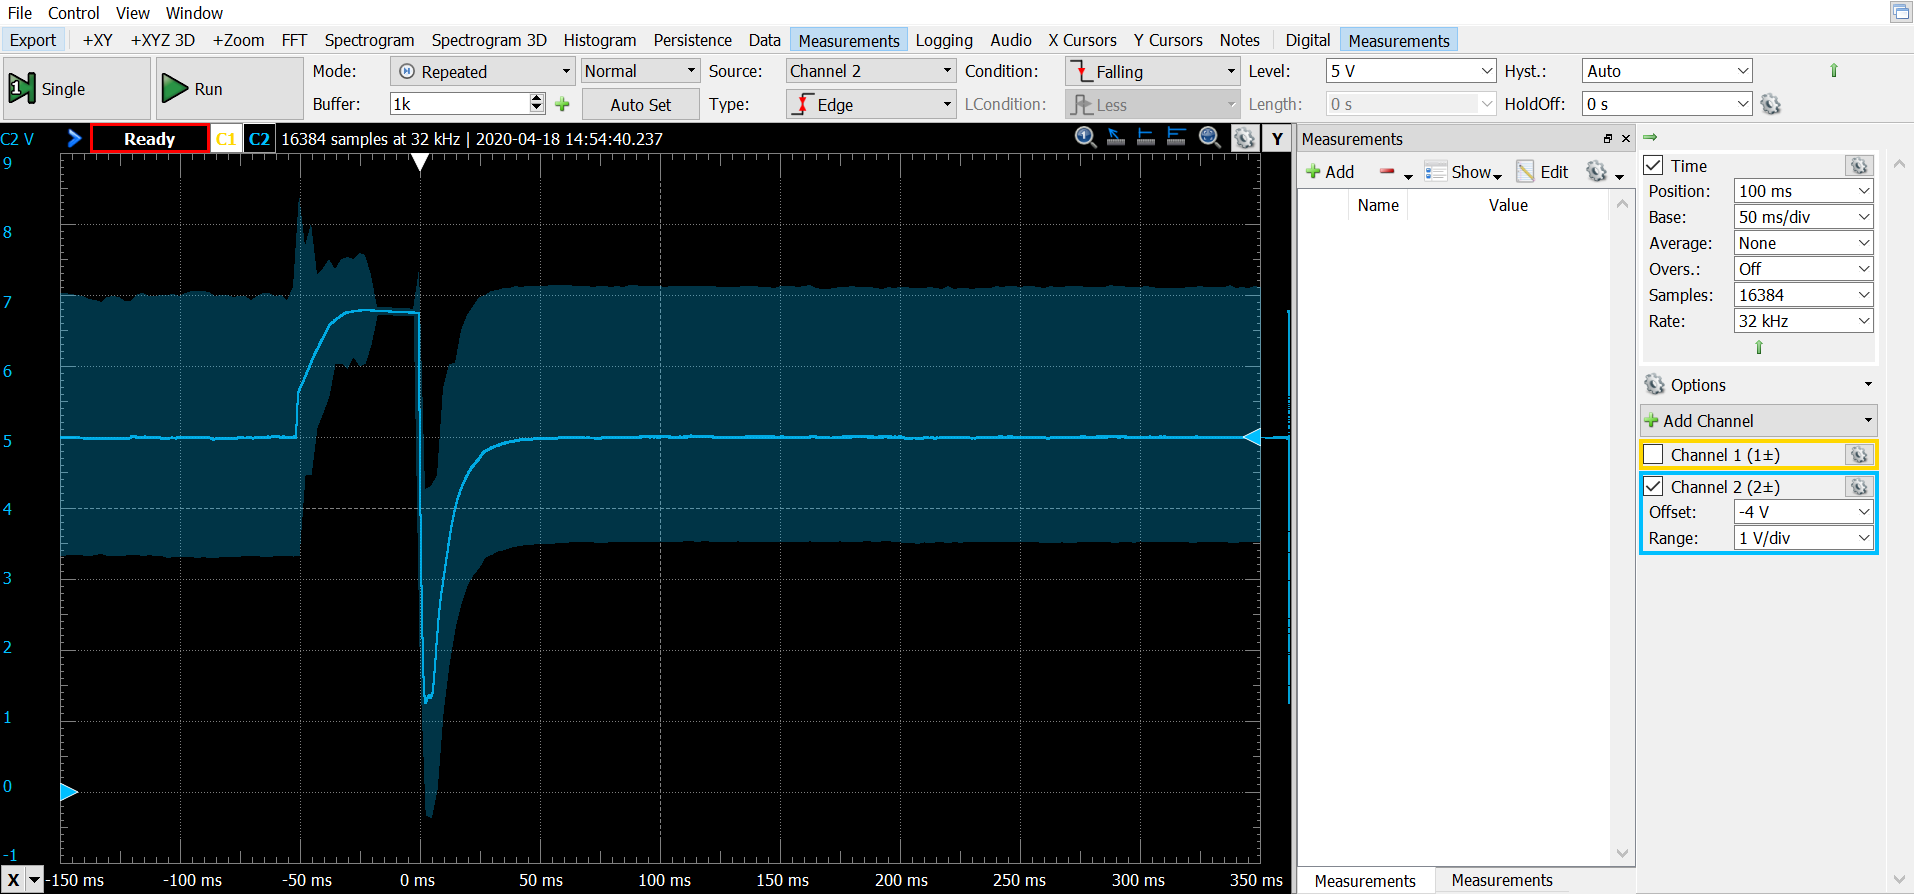 File Control View Window
Export +XY +XYZ 3D +Zoom FFT Spectrogram Spectrogram 3D Histogram Persistence Data Measurements Logging Audio X Cursors Y Cursors Notes Digital Measurements
Single Run Mode: Repeated Normal Source: Channel 2 Condition: Falling Level: 5 V Hyst.: Auto
Buffer: 1k Auto Set Type: Edge LCondition: Less Length: 0 s HoldOff: 0 s
C2 V Ready C1 C2 16384 samples at 32 kHz | 2020-04-18 14:54:40.237 Y
9
8
7
6
5
4
3
2
1
0
-1
X -150 ms -100 ms -50 ms 0 ms 50 ms 100 ms 150 ms 200 ms 250 ms 300 ms 350 ms
Measurements
Add Show Edit
Name Value
Measurements Measurements
Time
Position: 100 ms
Base: 50 ms/div
Average: None
Overs.: Off
Samples: 16384
Rate: 32 kHz
Options
Add Channel
Channel 1 (1±)
Channel 2 (2±)
Offset: -4 V
Range: 1 V/div